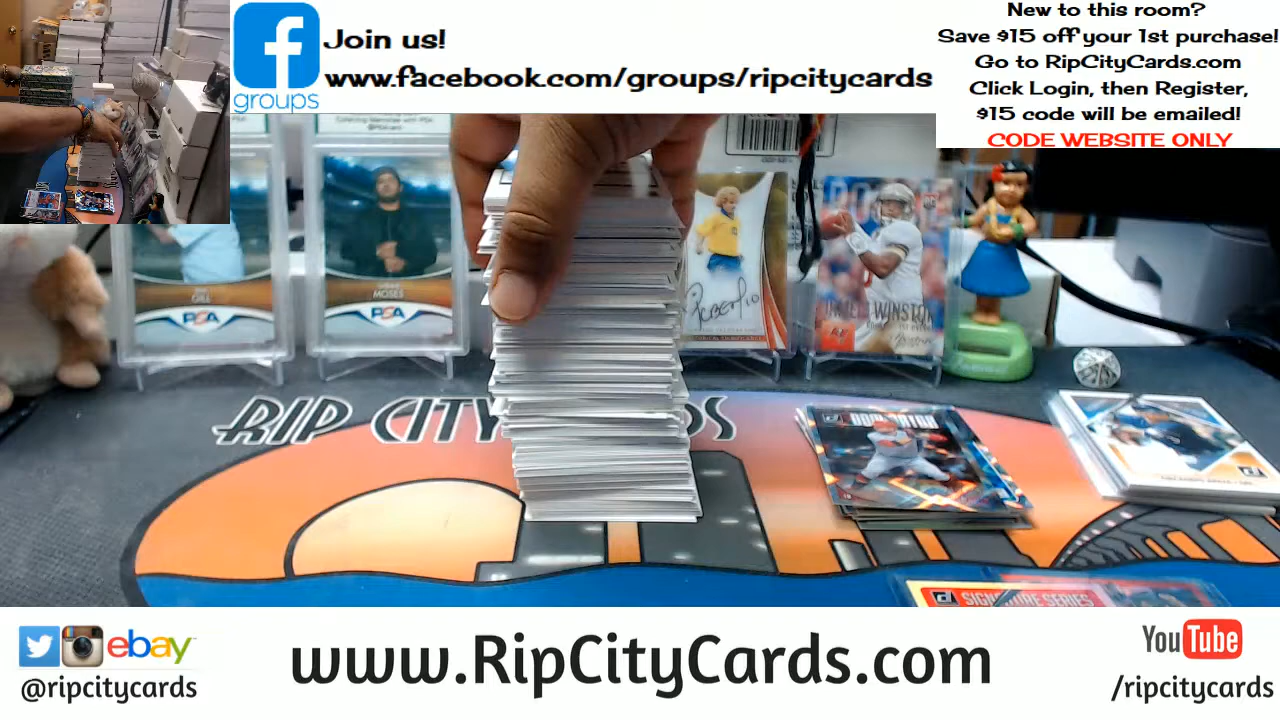 Join us!
www.facebook.com/groups/ripcitycards
groups
New to this room?
Save $15 off your 1st purchase!
Go to RipCityCards.com
Click Login, then Register,
$15 code will be emailed!
CODE WEBSITE ONLY
GILL
PSA
MOSES
PSA
WINSTON
RIP CITY
DS
SIGNATURE SERIES
ebay
@ripcitycards
www.RipCityCards.com
YouTube
/ripcitycards